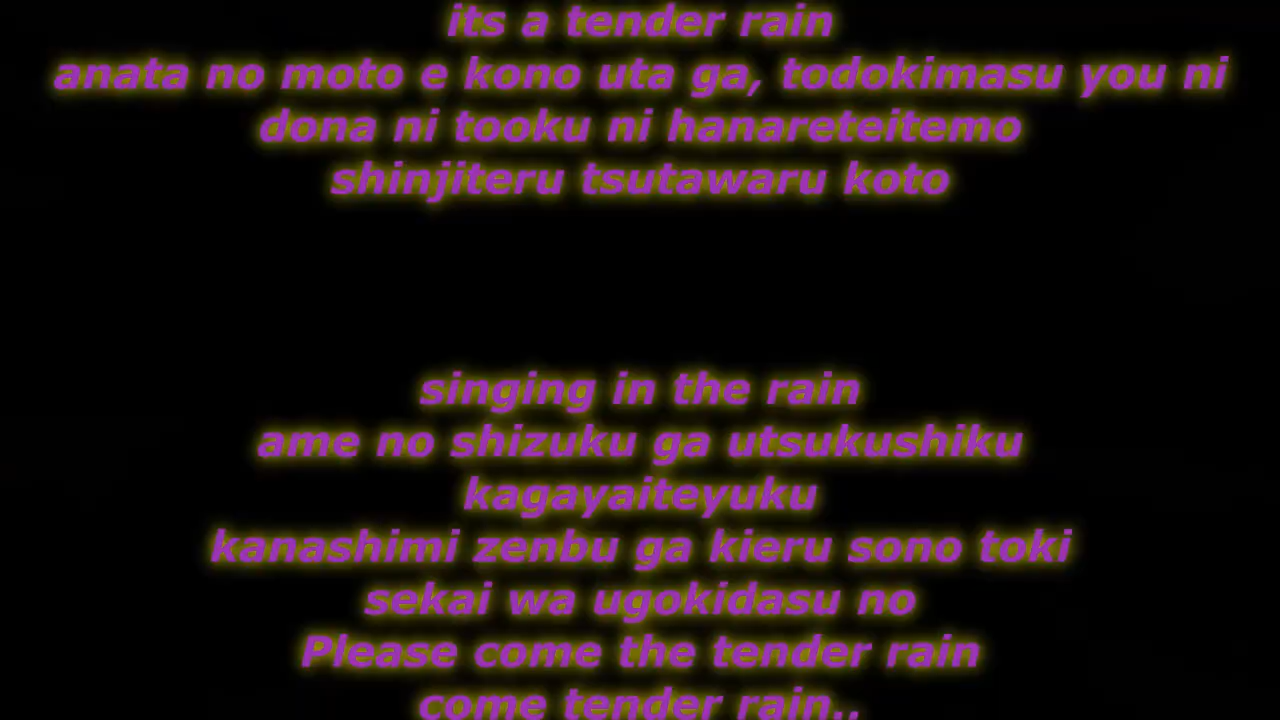 its a tender rain
anata no moto e kono uta ga, todokimasu you ni
dona ni tooku ni hanareteitemo
shinjiteru tsutawaru koto
singing in the rain
ame no shizuku ga utsukushiku
kagayaiteyuku
kanashimi zenbu ga kieru sono toki
sekai wa ugokidasu no
Please come the tender rain
come tender rain..